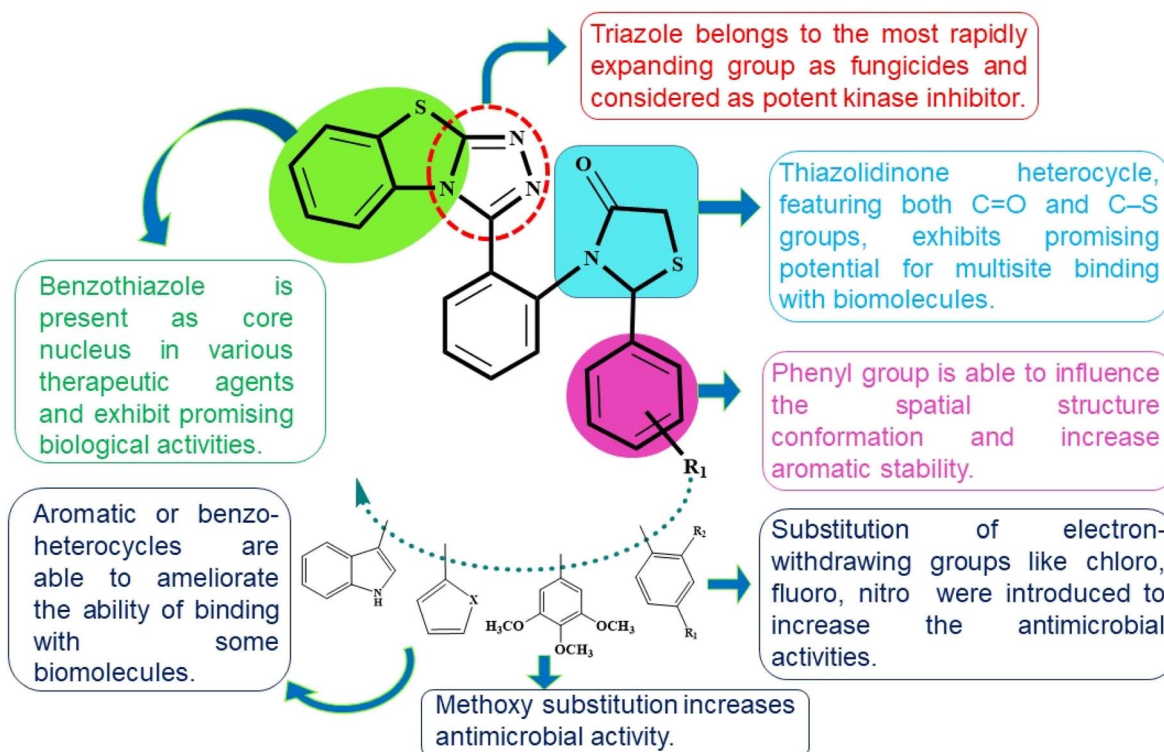 Triazole belongs to the most rapidly
expanding group as fungicides and
considered as potent kinase inhibitor.
S
N
N
N
O
N
S
Thiazolidinone heterocycle,
featuring both C=O and C–S
groups, exhibits promising
potential for multisite binding
with biomolecules.
Benzothiazole is
present as core
nucleus in various
therapeutic agents
and exhibit promising
biological activities.
Phenyl group is able to influence
the spatial structure
conformation and increase
aromatic stability.
R₁
Aromatic or benzo-
heterocycles are
able to ameliorate
the ability of binding
with some
biomolecules.
N
H
X
H₃CO
OCH₃
OCH₃
R₂
R₁
Substitution of electron-
withdrawing groups like chloro,
fluoro, nitro were introduced to
increase the antimicrobial
activities.
Methoxy substitution increases
antimicrobial activity.